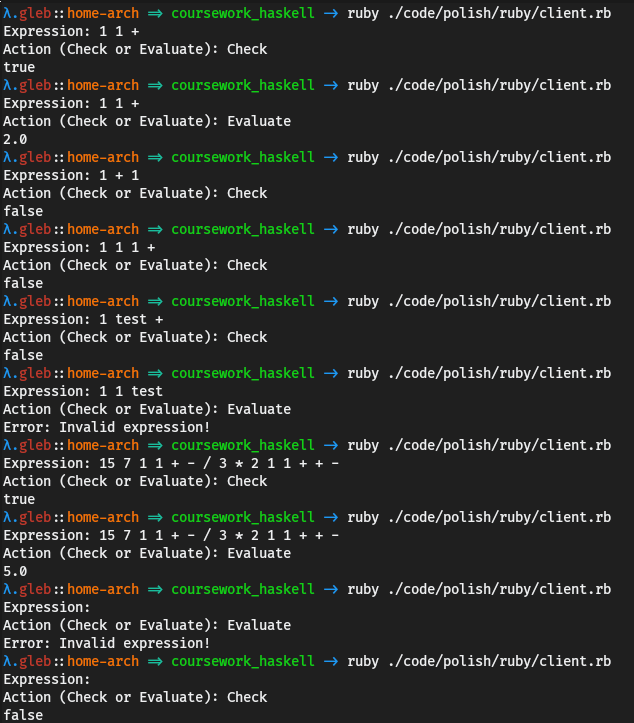 λ.gleb::home-arch ⇒ coursework_haskell → ruby ./code/polish/ruby/client.rb
Expression: 1 1 +
Action (Check or Evaluate): Check
true
λ.gleb::home-arch ⇒ coursework_haskell → ruby ./code/polish/ruby/client.rb
Expression: 1 1 +
Action (Check or Evaluate): Evaluate
2.0
λ.gleb::home-arch ⇒ coursework_haskell → ruby ./code/polish/ruby/client.rb
Expression: 1 + 1
Action (Check or Evaluate): Check
false
λ.gleb::home-arch ⇒ coursework_haskell → ruby ./code/polish/ruby/client.rb
Expression: 1 1 1 +
Action (Check or Evaluate): Check
false
λ.gleb::home-arch ⇒ coursework_haskell → ruby ./code/polish/ruby/client.rb
Expression: 1 test +
Action (Check or Evaluate): Check
false
λ.gleb::home-arch ⇒ coursework_haskell → ruby ./code/polish/ruby/client.rb
Expression: 1 1 test
Action (Check or Evaluate): Evaluate
Error: Invalid expression!
λ.gleb::home-arch ⇒ coursework_haskell → ruby ./code/polish/ruby/client.rb
Expression: 15 7 1 1 + - / 3 * 2 1 1 + + -
Action (Check or Evaluate): Check
true
λ.gleb::home-arch ⇒ coursework_haskell → ruby ./code/polish/ruby/client.rb
Expression: 15 7 1 1 + - / 3 * 2 1 1 + + -
Action (Check or Evaluate): Evaluate
5.0
λ.gleb::home-arch ⇒ coursework_haskell → ruby ./code/polish/ruby/client.rb
Expression:
Action (Check or Evaluate): Evaluate
Error: Invalid expression!
λ.gleb::home-arch ⇒ coursework_haskell → ruby ./code/polish/ruby/client.rb
Expression:
Action (Check or Evaluate): Check
false